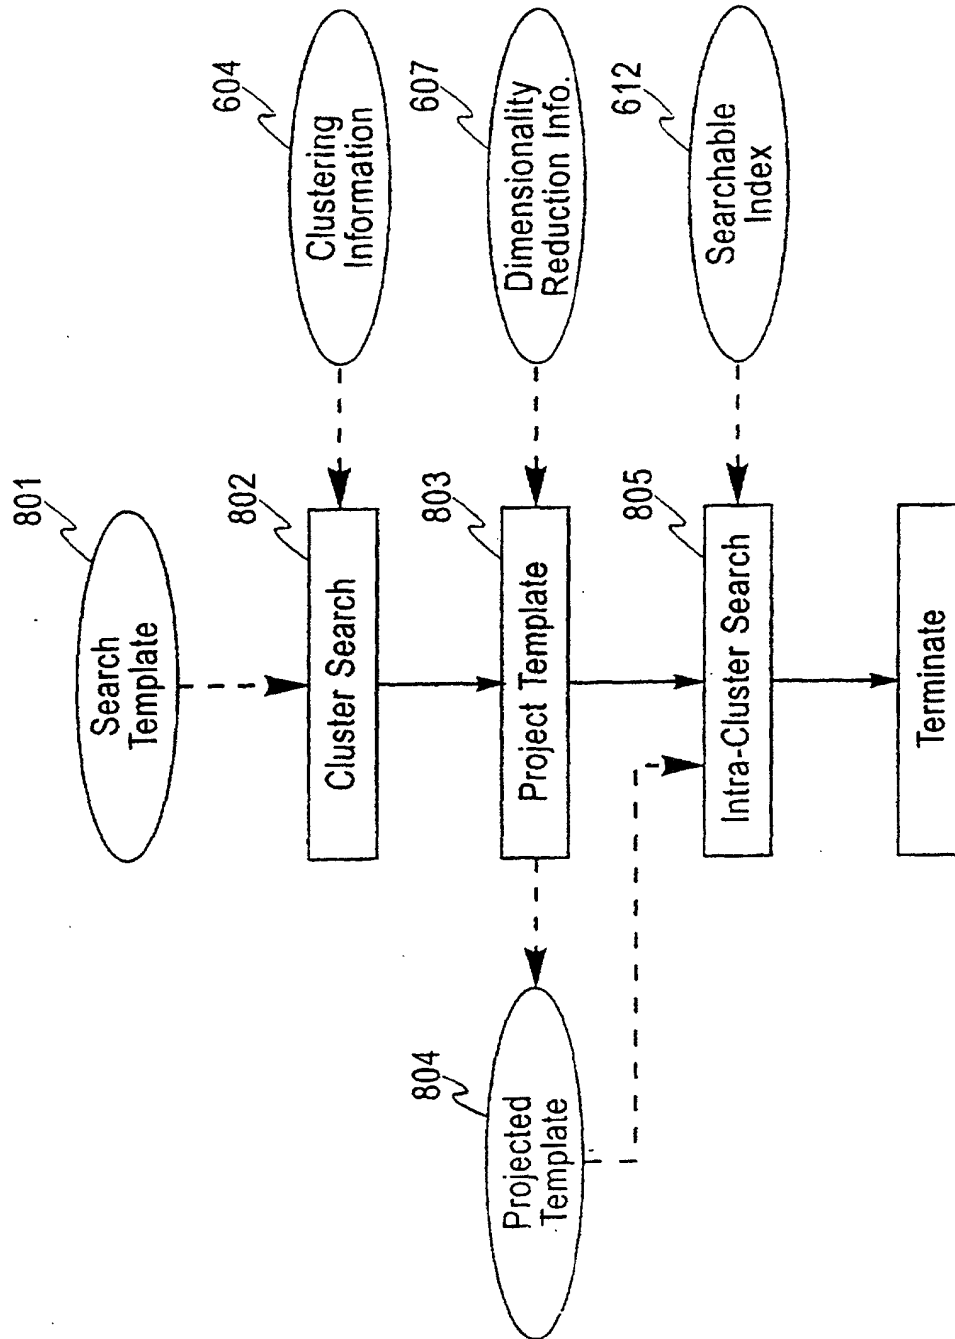 801
Search
Template
604
Clustering
Information
802
Cluster Search
607
Dimensionality
Reduction Info.
803
Project Template
804
Projected
Template
612
Searchable
Index
805
Intra-Cluster Search
Terminate